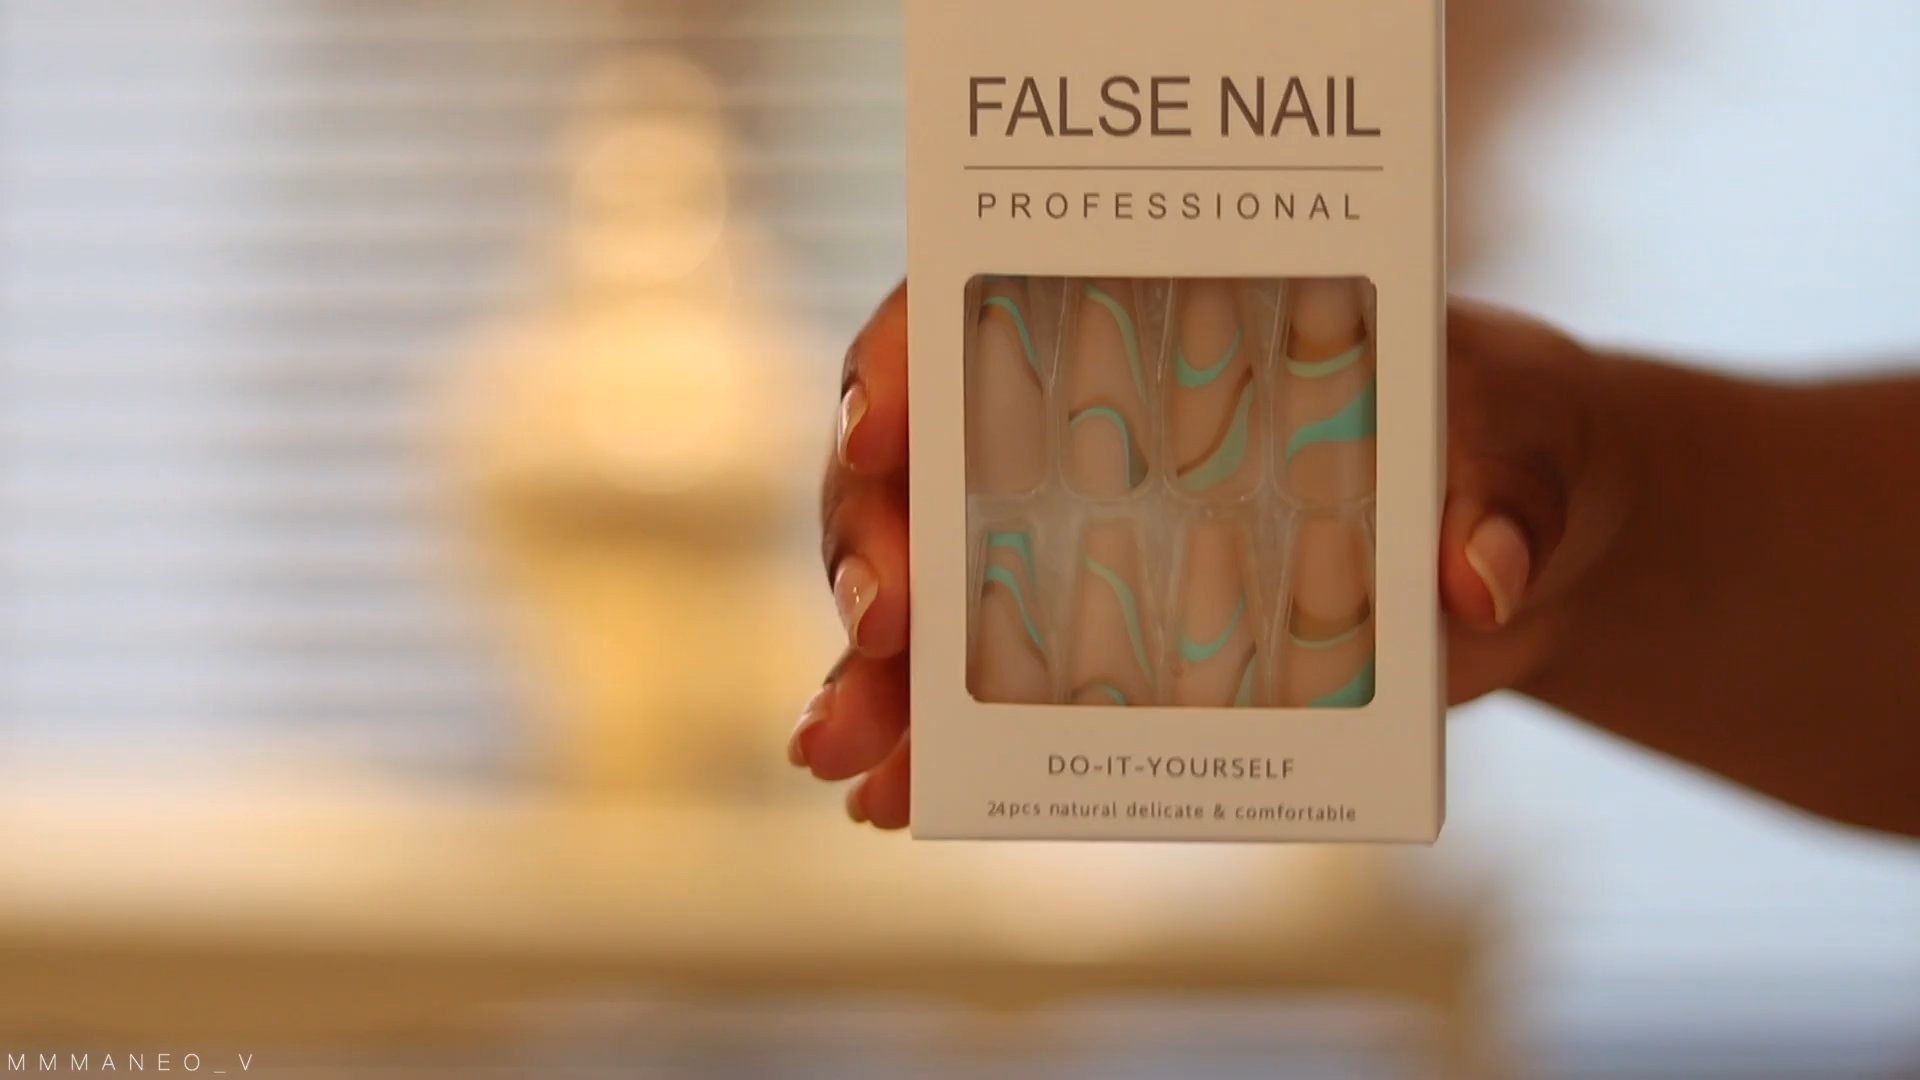 FALSE NAIL
PROFESSIONAL
DO-IT-YOURSELF
24pcs natural delicate & comfortable
MMMANEO_V